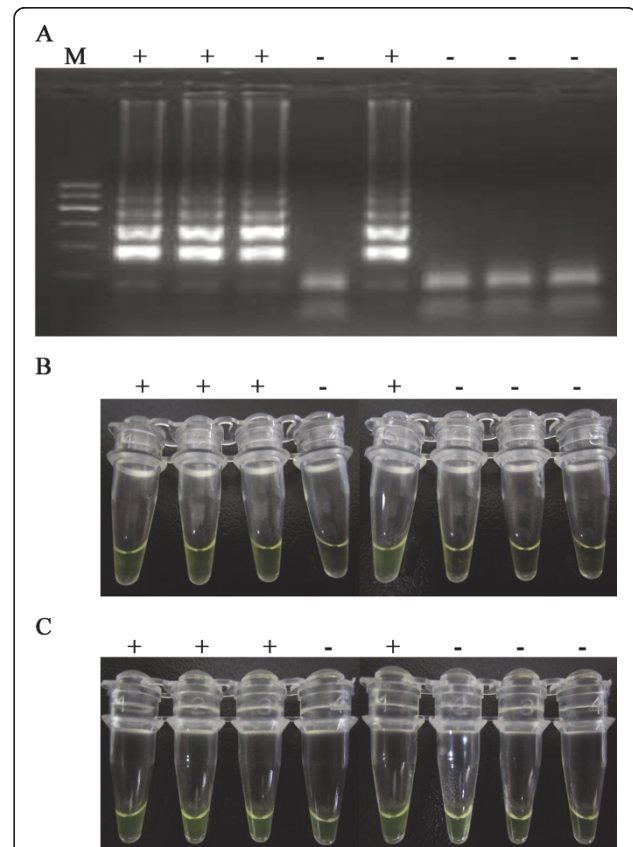 A
M + + + - + - - -
B
+ + + - + - - -
C
+ + + - + - - -